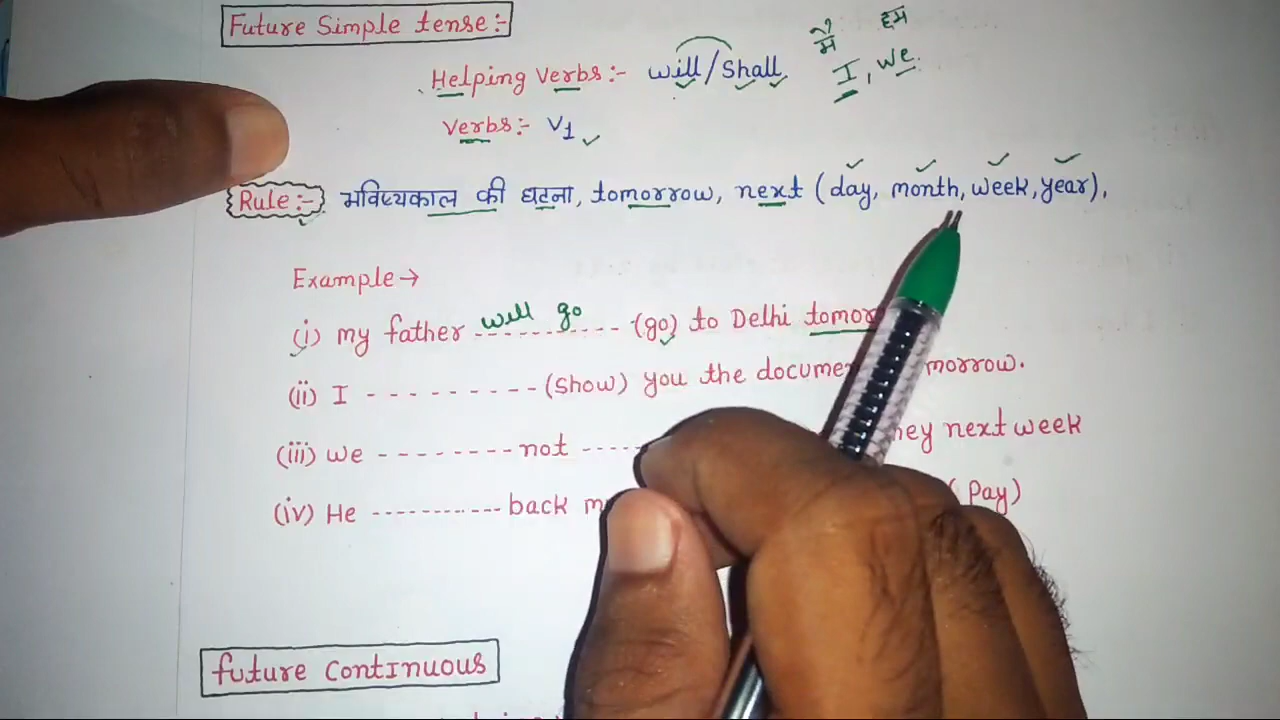 Future Simple tense:-
मैं हम
I, we
Helping Verbs:- will/Shall
Verbs:- V1
Rule:- भविष्यकाल की घटना, tomorrow, next (day, month, week, year),
Example→
will go
(i) my father ---------- (go) to Delhi
(ii) I --------- (Show) you the
(iii) we -------- not ----- next week
(iv) He ----------- back (Pay)
future continuous